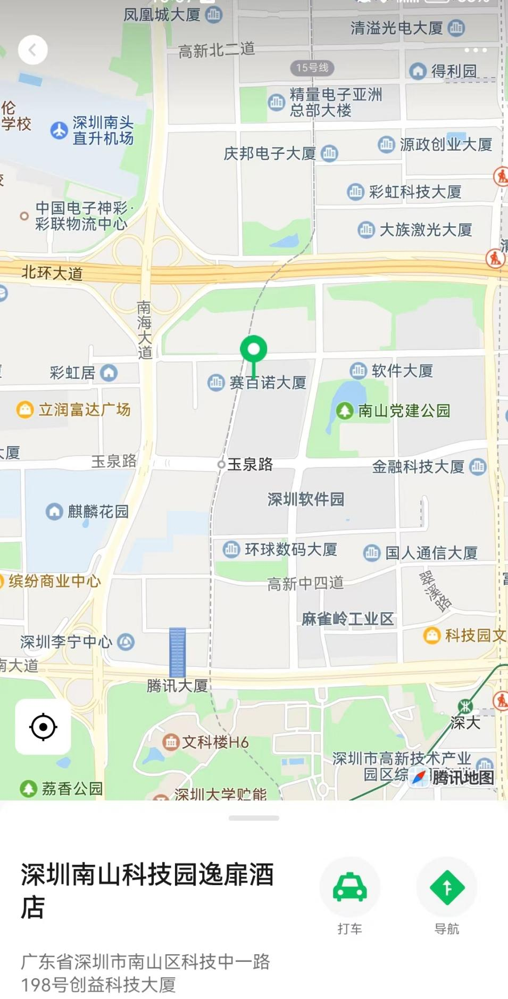 凤凰城大厦
清溢光电大厦
高新北二道
15号线
得利园
精量电子亚洲
总部大楼
伦
学校
深圳南头
直升机场
庆邦电子大厦
源政创业大厦
彩虹科技大厦
中国电子神彩·
彩联物流中心
大族激光大厦
北环大道
南海大道
彩虹居
赛百诺大厦
软件大厦
立润富达广场
南山党建公园
大厦
玉泉路
玉泉路
金融科技大厦
深圳软件园
麒麟花园
环球数码大厦
国人通信大厦
缤纷商业中心
高新中四道
翠溪路
麻雀岭工业区
深圳李宁中心
科技园文
南大道
腾讯大厦
深大
文科楼H6
深圳市高新技术产业
园区综
腾讯地图
荔香公园
深圳大学贮能
深圳南山科技园逸扉酒
店
打车
导航
广东省深圳市南山区科技中一路
198号创益科技大厦